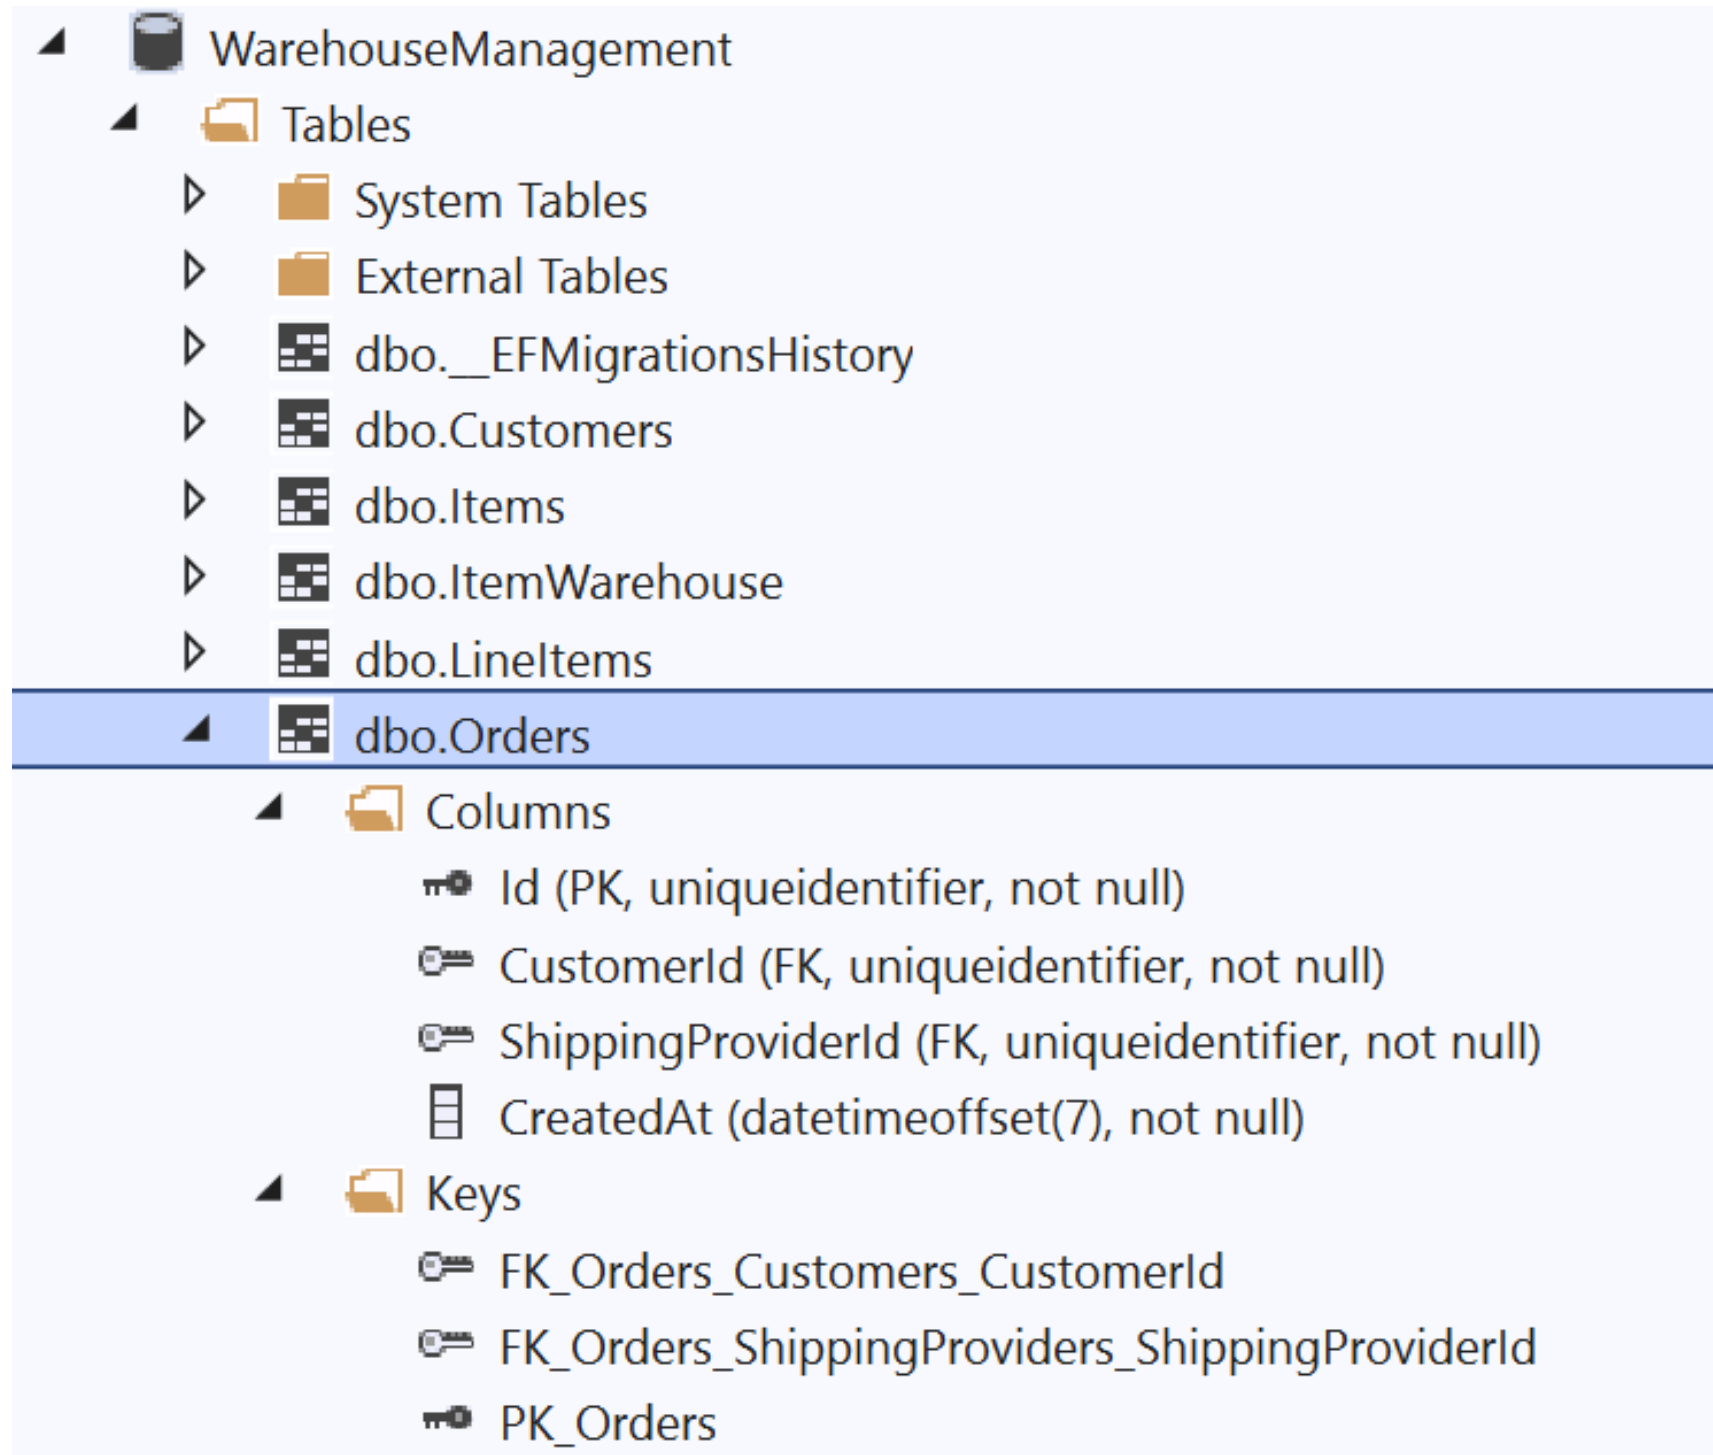 WarehouseManagement
Tables
System Tables
External Tables
dbo.__EFMigrationsHistory
dbo.Customers
dbo.Items
dbo.ItemWarehouse
dbo.LineItems
dbo.Orders
Columns
Id (PK, uniqueidentifier, not null)
CustomerId (FK, uniqueidentifier, not null)
ShippingProviderId (FK, uniqueidentifier, not null)
CreatedAt (datetimeoffset(7), not null)
Keys
FK_Orders_Customers_CustomerId
FK_Orders_ShippingProviders_ShippingProviderId
PK_Orders